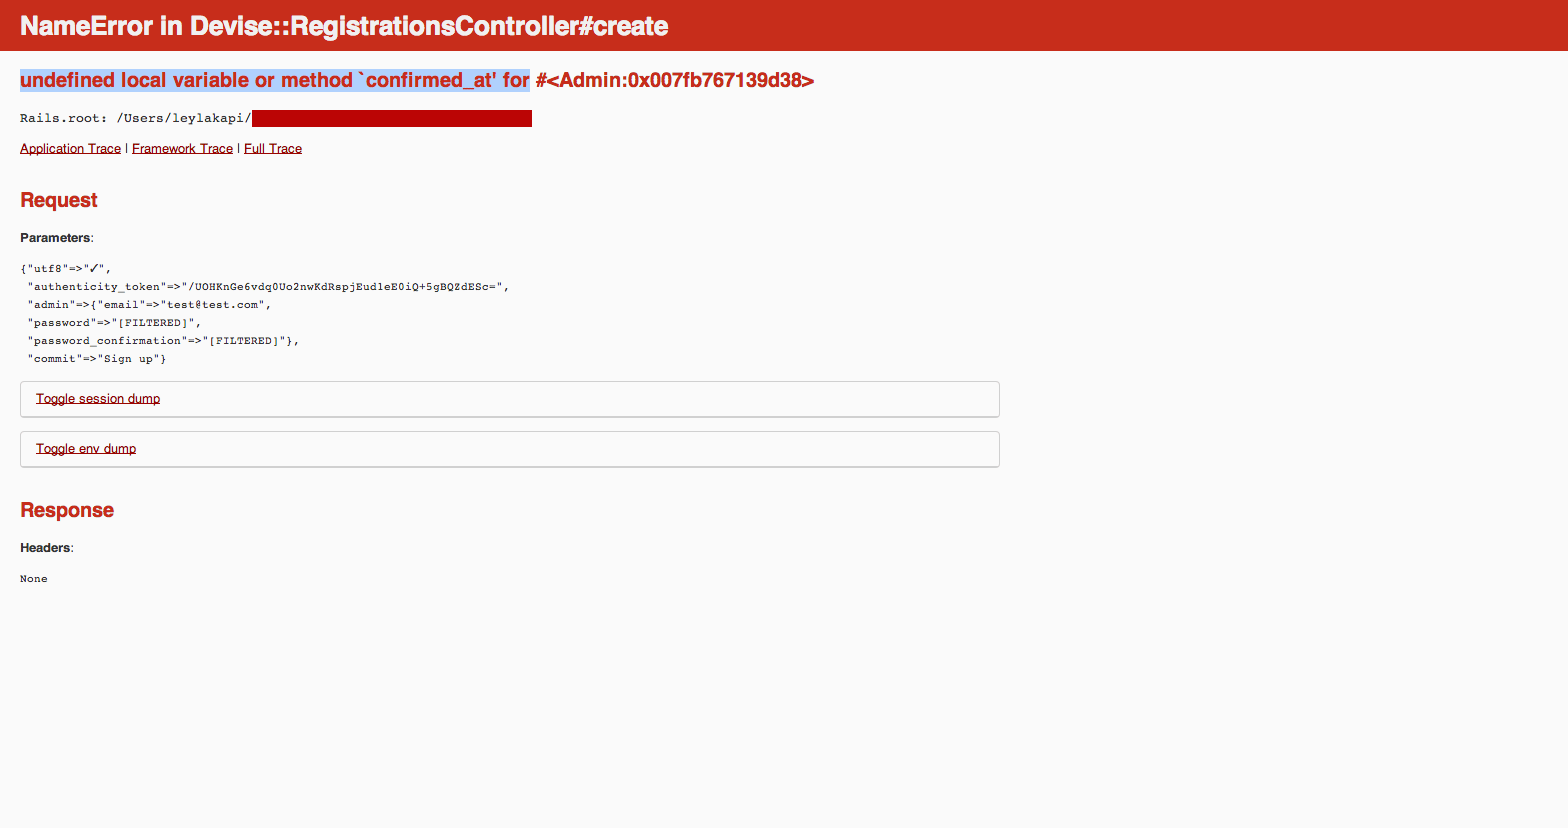 NameError in Devise::RegistrationsController#create
undefined local variable or method `confirmed_at' for #<Admin:0x007fb767139d38>
Rails.root: /Users/leylakapi/
Application Trace | Framework Trace | Full Trace
Request
Parameters:
{"utf8"=>"✓",
"authenticity_token"=>"/UOHKnGe6vdq0Uo2nwKdRspjEud1eE0iQ+5gBQZdESc=",
"admin"=>{"email"=>"test@test.com",
"password"=>"[FILTERED]",
"password_confirmation"=>"[FILTERED]"},
"commit"=>"Sign up"}
Toggle session dump
Toggle env dump
Response
Headers:
None